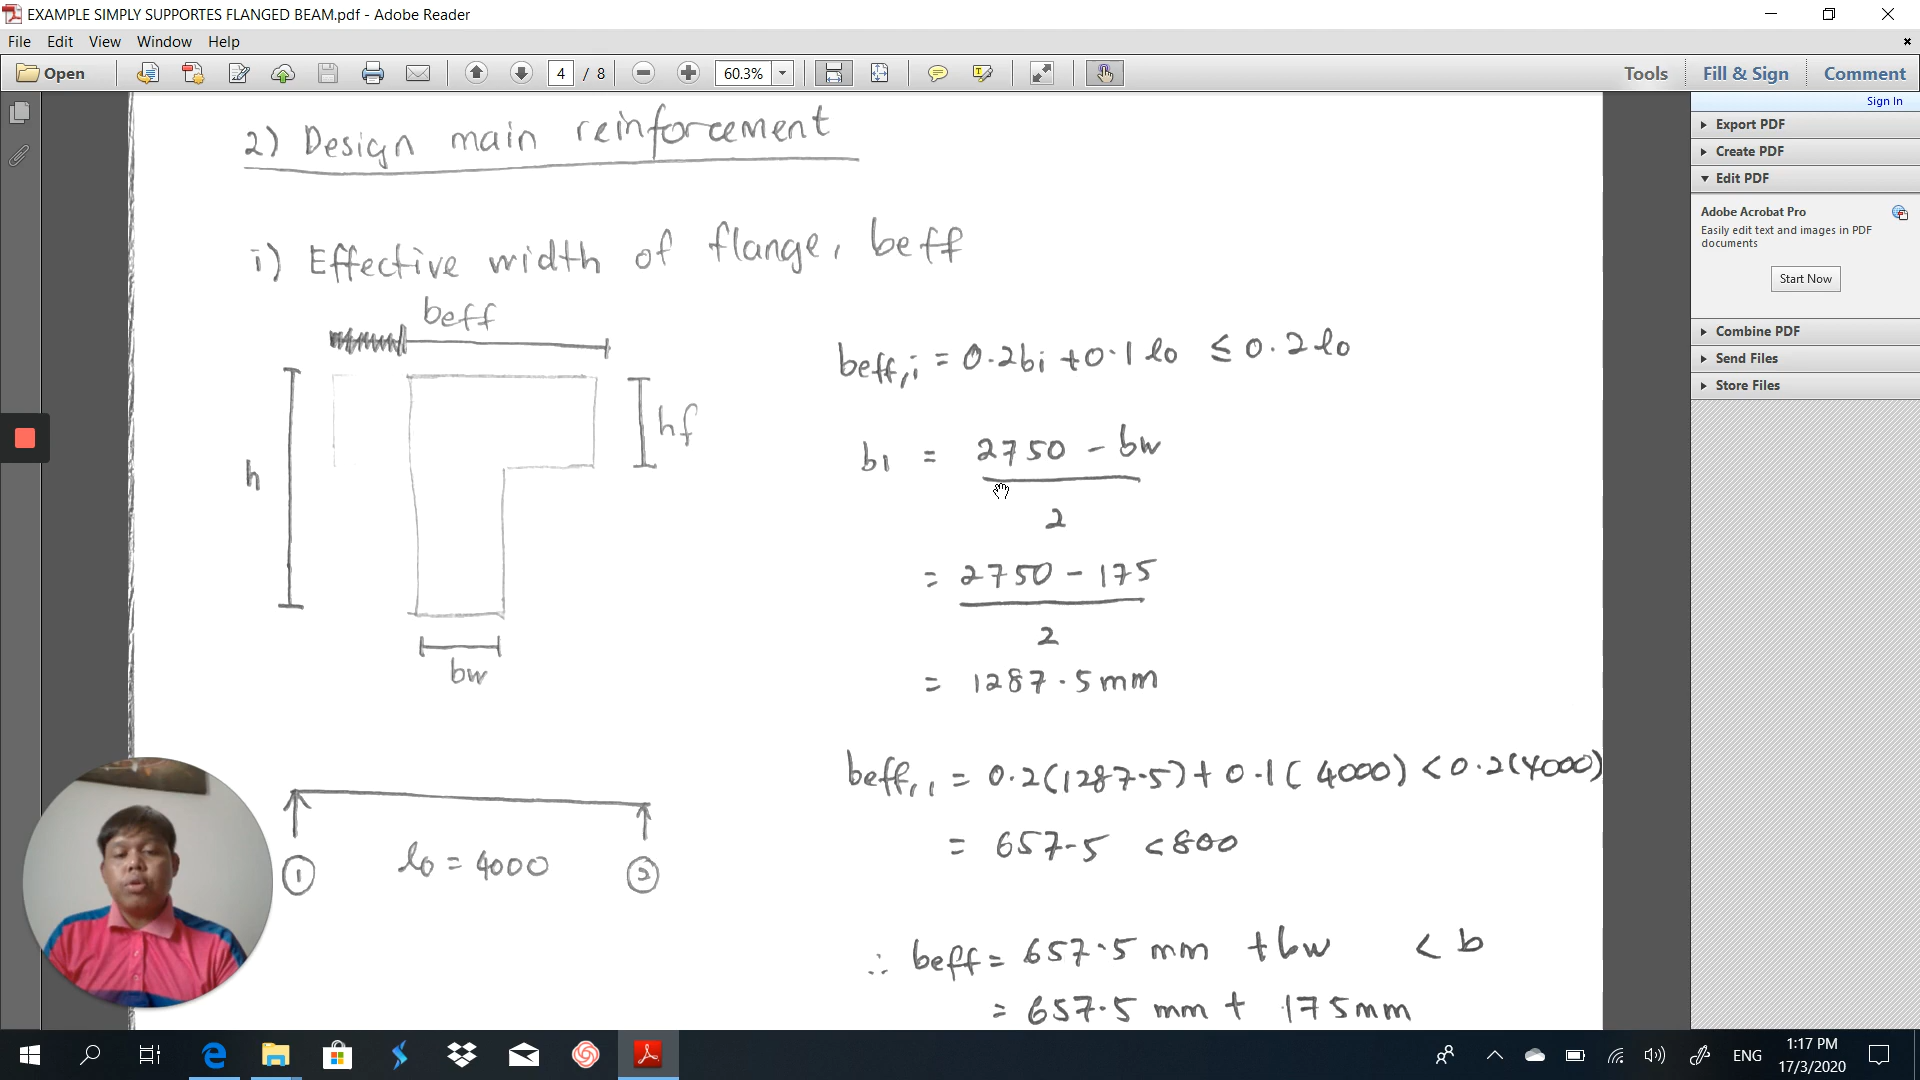 EXAMPLE SIMPLY SUPPORTES FLANGED BEAM.pdf - Adobe Reader
File Edit View Window Help
Open 4 / 8 60.3% Tools Fill & Sign Comment
Sign In
Export PDF
Create PDF
Edit PDF
Adobe Acrobat Pro
Easily edit text and images in PDF
documents
Start Now
Combine PDF
Send Files
Store Files
2) Design main reinforcement
i) Effective width of flange, beff
beff
hf
h
bw
1 lo = 4000 2
beff,i = 0.2bi + 0.1 lo ≤ 0.2 lo
b1 = 2750 - bw
2
= 2750 - 175
2
= 1287.5 mm
beff,1 = 0.2(1287.5) + 0.1(4000) < 0.2(4000)
= 657.5 < 800
∴ beff = 657.5 mm + bw < b
= 657.5 mm + 175mm
ENG
1:17 PM
17/3/2020